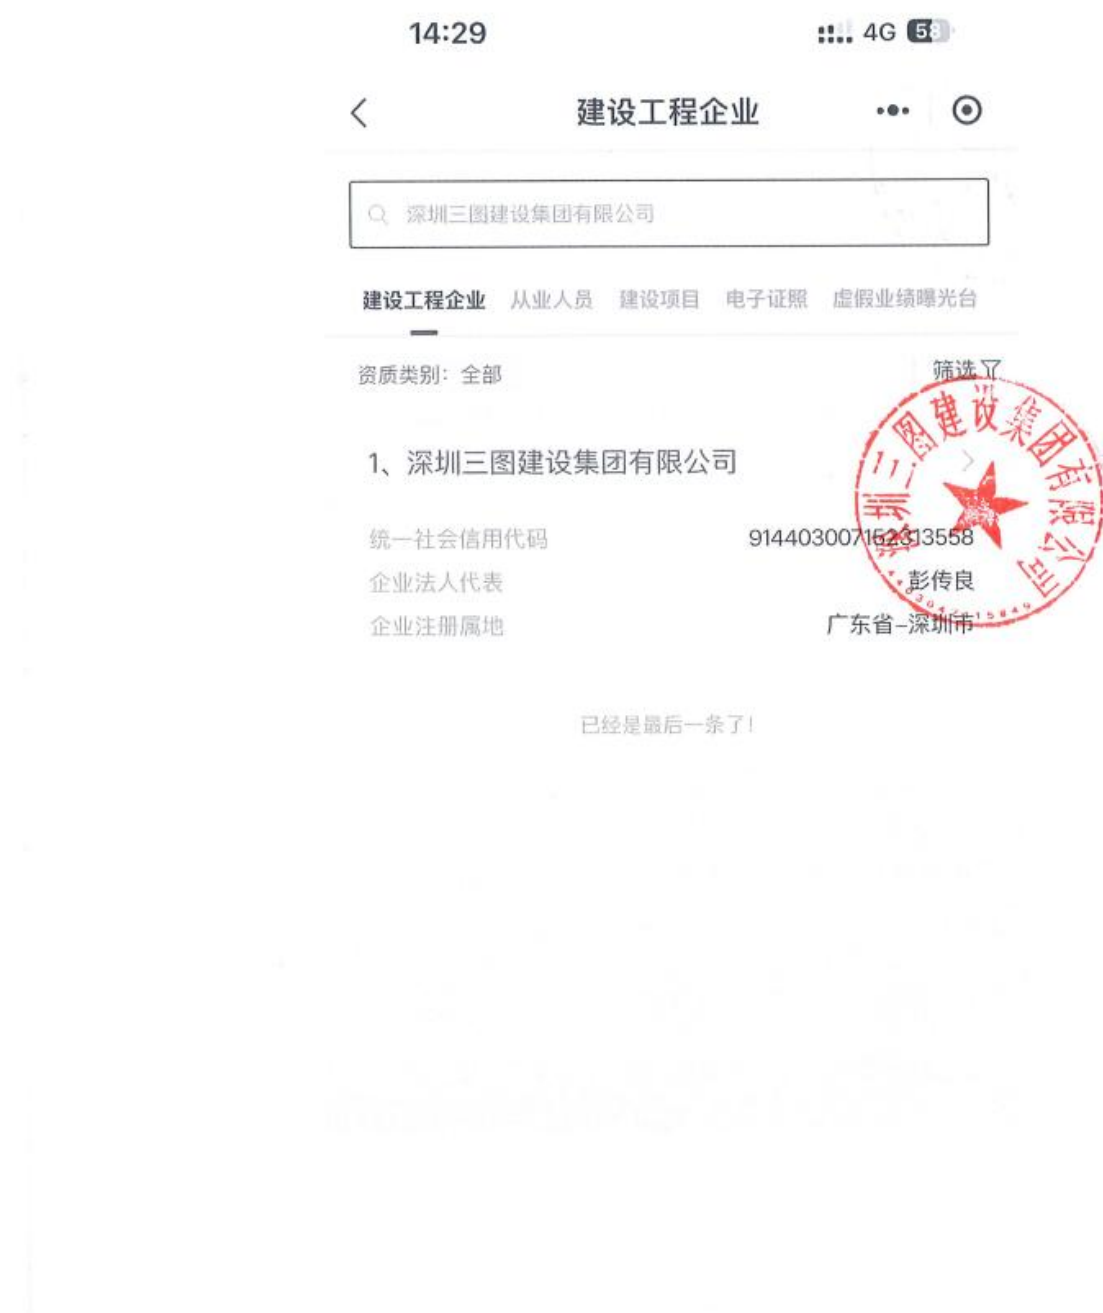 14:29
4G 58
建设工程企业
深圳三图建设集团有限公司
建设工程企业 从业人员 建设项目 电子证照 虚假业绩曝光台
资质类别：全部 筛选
1、深圳三图建设集团有限公司
统一社会信用代码 914403007152313558
企业法人代表 彭传良
企业注册属地 广东省-深圳市
深圳三图建设集团有限公司
已经是最后一条了!